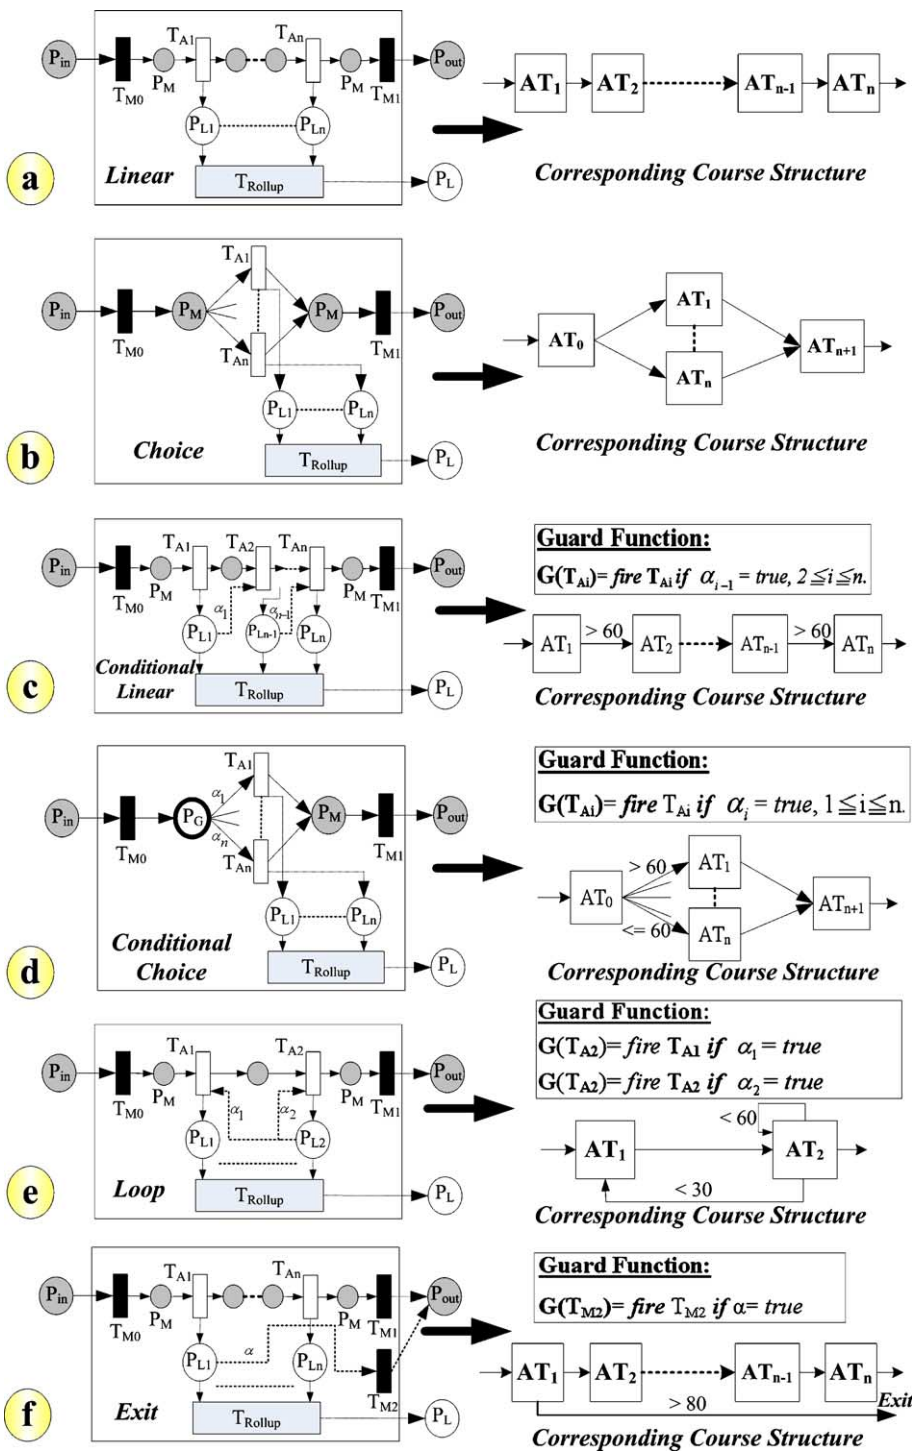 P_in T_M0 P_M T_A1 T_An P_M T_M1 P_out
P_L1 P_Ln
T_Rollup P_L
a Linear
AT_1 AT_2 AT_n-1 AT_n
Corresponding Course Structure
P_in T_M0 P_M T_A1 T_An P_M T_M1 P_out
P_L1 P_Ln
T_Rollup P_L
b Choice
AT_0 AT_1 AT_n AT_n+1
Corresponding Course Structure
P_in T_M0 P_M T_A1 T_A2 T_An P_M T_M1 P_out
α_1 α_n-1
P_L1 P_Ln-1 P_Ln
T_Rollup P_L
c Conditional
Linear
Guard Function:
G(T_Ai)= fire T_Ai if α_i-1 = true, 2≦i≦n.
AT_1 > 60 AT_2 AT_n-1 > 60 AT_n
Corresponding Course Structure
P_in T_M0 P_G α_1 α_n T_A1 T_An P_M T_M1 P_out
P_L1 P_Ln
T_Rollup P_L
d Conditional
Choice
Guard Function:
G(T_Ai)= fire T_Ai if α_i = true, 1≦i≦n.
AT_0 > 60 <= 60 AT_1 AT_n AT_n+1
Corresponding Course Structure
P_in T_M0 P_M T_A1 T_A2 P_M T_M1 P_out
α_1 α_2
P_L1 P_L2
T_Rollup P_L
e Loop
Guard Function:
G(T_A2)= fire T_A1 if α_1 = true
G(T_A2)= fire T_A2 if α_2 = true
< 60
AT_1 AT_2
< 30
Corresponding Course Structure
P_in T_M0 P_M T_A1 T_An P_M T_M1 P_out
P_L1 α P_Ln T_M2
T_Rollup P_L
f Exit
Guard Function:
G(T_M2)= fire T_M2 if α= true
AT_1 AT_2 AT_n-1 AT_n
> 80 Exit
Corresponding Course Structure